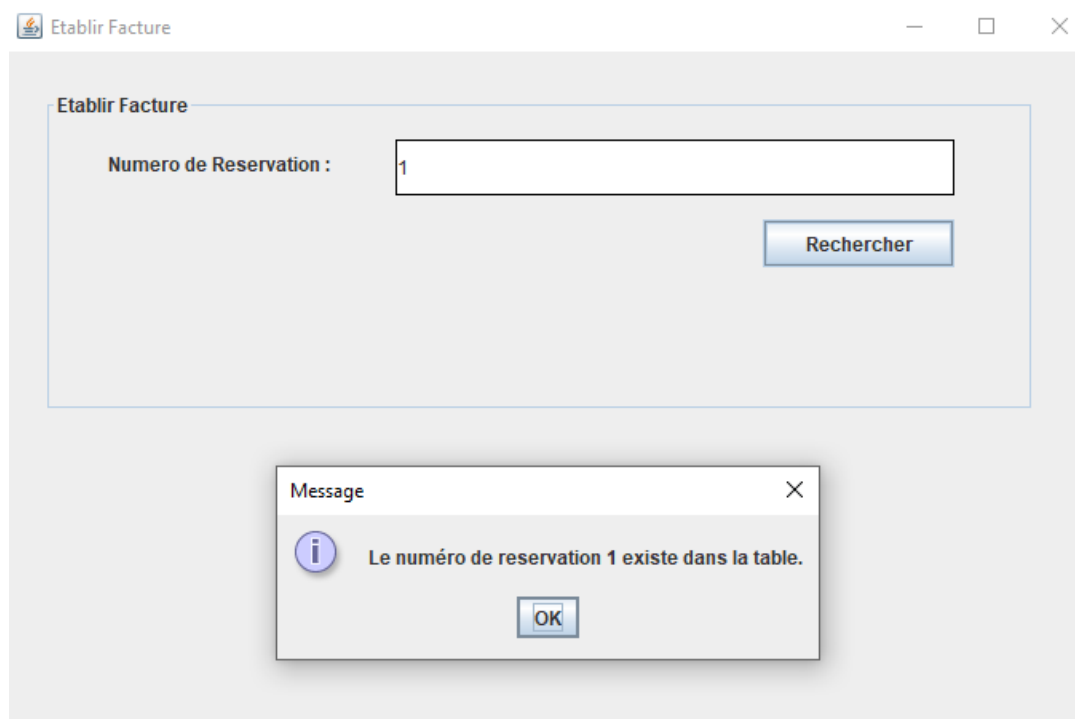 Etablir Facture
Etablir Facture
Numero de Reservation :
1
Rechercher
Message
i
Le numéro de reservation 1 existe dans la table.
OK